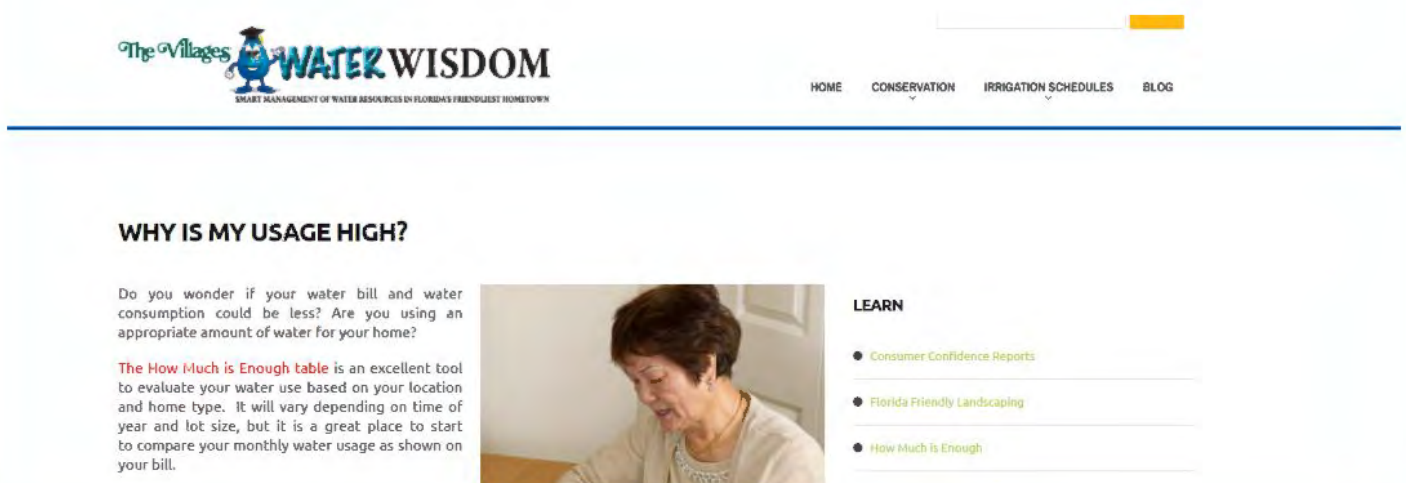 The Villages
WATER WISDOM
SMART MANAGEMENT OF WATER RESOURCES IN FLORIDA'S FRIENDLIEST HOMETOWN
HOME CONSERVATION IRRIGATION SCHEDULES BLOG
WHY IS MY USAGE HIGH?
Do you wonder if your water bill and water
consumption could be less? Are you using an
appropriate amount of water for your home?
The How Much is Enough table is an excellent tool
to evaluate your water use based on your location
and home type. It will vary depending on time of
year and lot size, but it is a great place to start
to compare your monthly water usage as shown on
your bill.
LEARN
Consumer Confidence Reports
Florida Friendly Landscaping
How Much is Enough